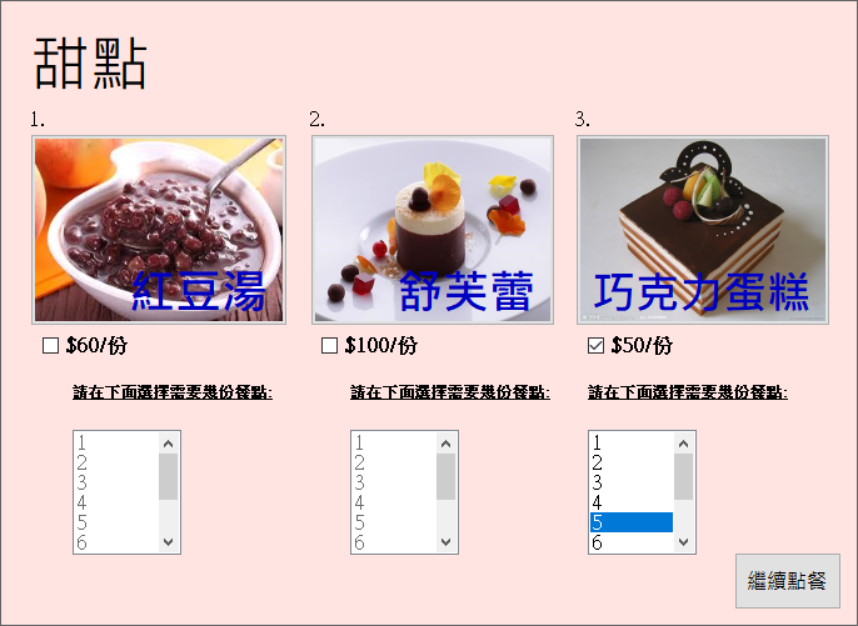 甜點
1.
2.
3.
紅豆湯
舒芙蕾
巧克力蛋糕
$60/份
$100/份
$50/份
請在下面選擇需要幾份餐點:
請在下面選擇需要幾份餐點:
請在下面選擇需要幾份餐點:
1
2
3
4
5
6
1
2
3
4
5
6
1
2
3
4
5
6
繼續點餐